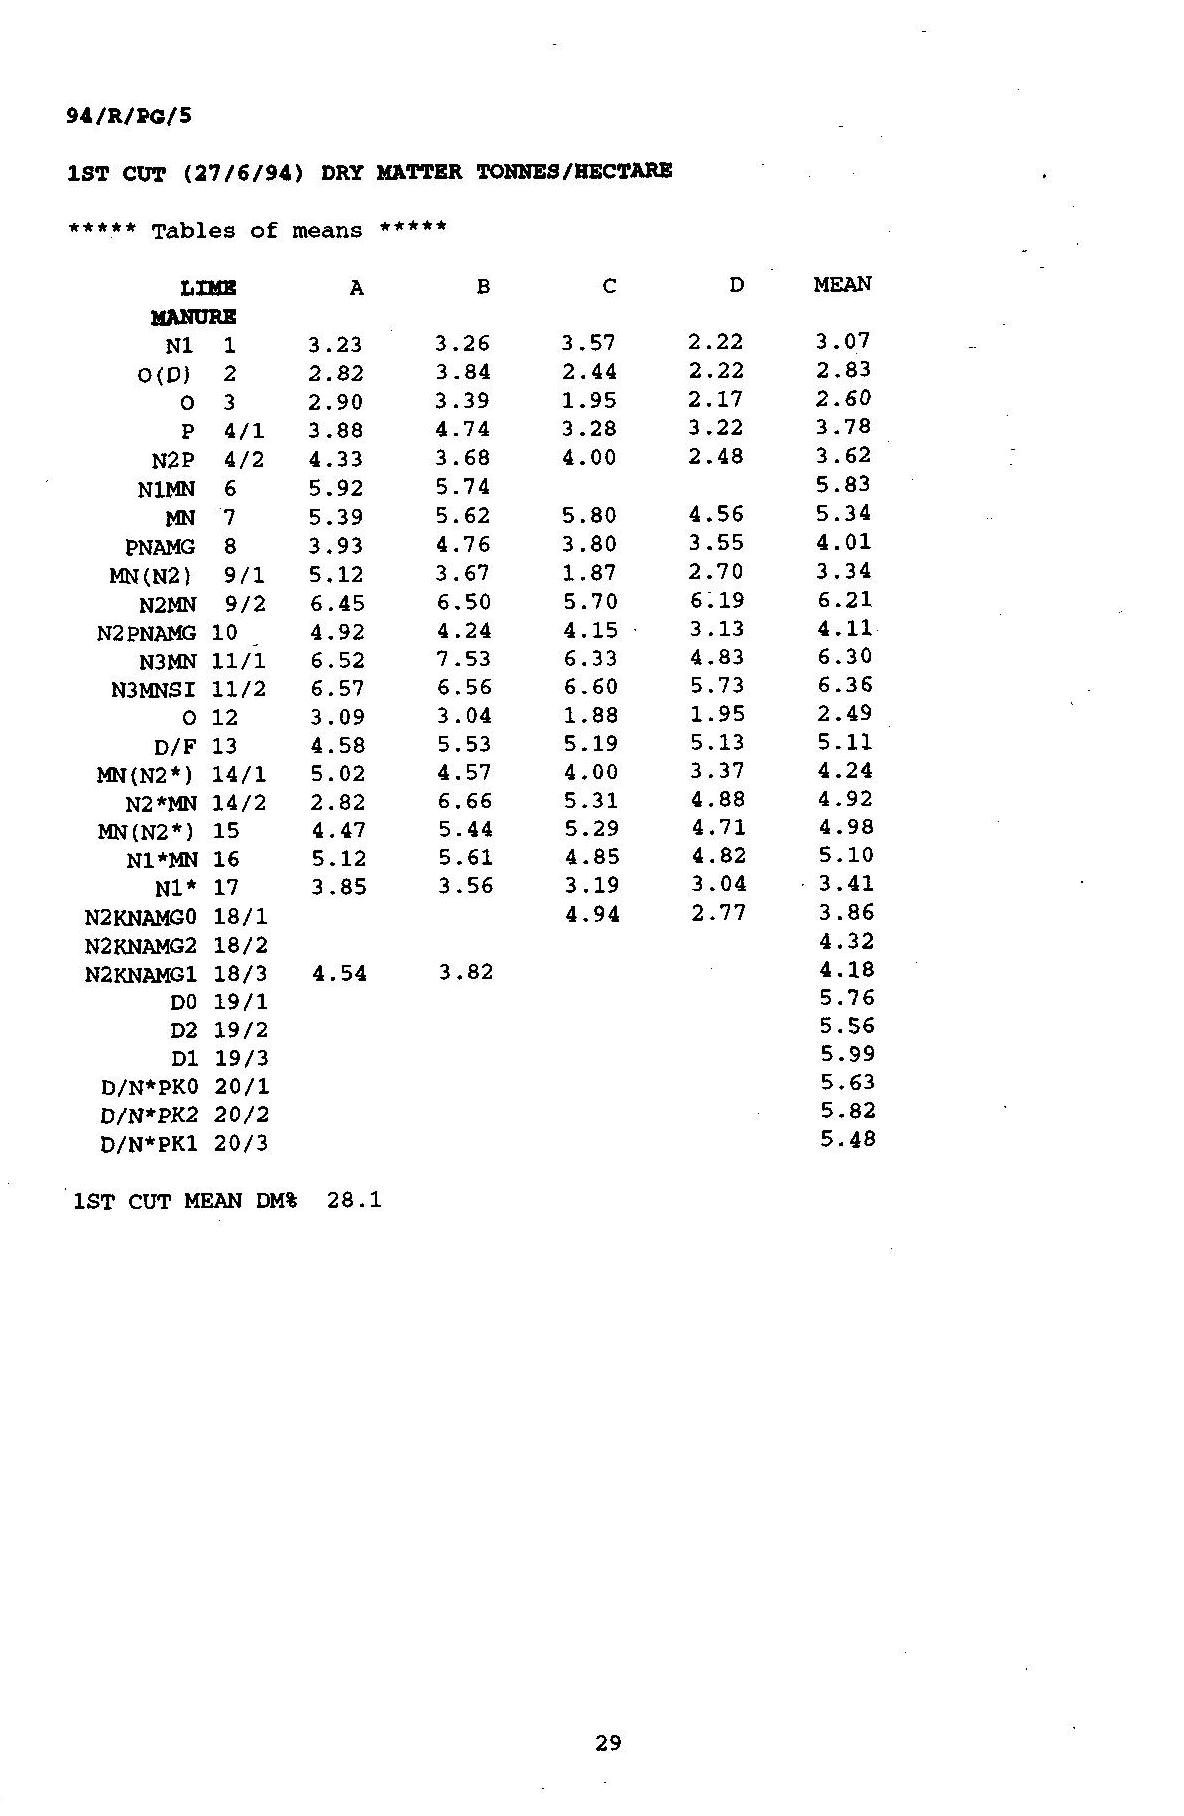 94/R/PG/5
1ST CUT (27/6/94) DRY MATTER TONNES/HECTARE
***** Tables of means *****
LIME A B C D MEAN
MANURE
N1 1 3.23 3.26 3.57 2.22 3.07
O(D) 2 2.82 3.84 2.44 2.22 2.83
O 3 2.90 3.39 1.95 2.17 2.60
P 4/1 3.88 4.74 3.28 3.22 3.78
N2P 4/2 4.33 3.68 4.00 2.48 3.62
N1MN 6 5.92 5.74 5.83
MN 7 5.39 5.62 5.80 4.56 5.34
PNAMG 8 3.93 4.76 3.80 3.55 4.01
MN(N2) 9/1 5.12 3.67 1.87 2.70 3.34
N2MN 9/2 6.45 6.50 5.70 6.19 6.21
N2PNAMG 10 4.92 4.24 4.15 3.13 4.11
N3MN 11/1 6.52 7.53 6.33 4.83 6.30
N3MNSI 11/2 6.57 6.56 6.60 5.73 6.36
O 12 3.09 3.04 1.88 1.95 2.49
D/F 13 4.58 5.53 5.19 5.13 5.11
MN(N2*) 14/1 5.02 4.57 4.00 3.37 4.24
N2*MN 14/2 2.82 6.66 5.31 4.88 4.92
MN(N2*) 15 4.47 5.44 5.29 4.71 4.98
N1*MN 16 5.12 5.61 4.85 4.82 5.10
N1* 17 3.85 3.56 3.19 3.04 3.41
N2KNAMG0 18/1 4.94 2.77 3.86
N2KNAMG2 18/2 4.32
N2KNAMG1 18/3 4.54 3.82 4.18
D0 19/1 5.76
D2 19/2 5.56
D1 19/3 5.99
D/N*PK0 20/1 5.63
D/N*PK2 20/2 5.82
D/N*PK1 20/3 5.48
1ST CUT MEAN DM% 28.1
29